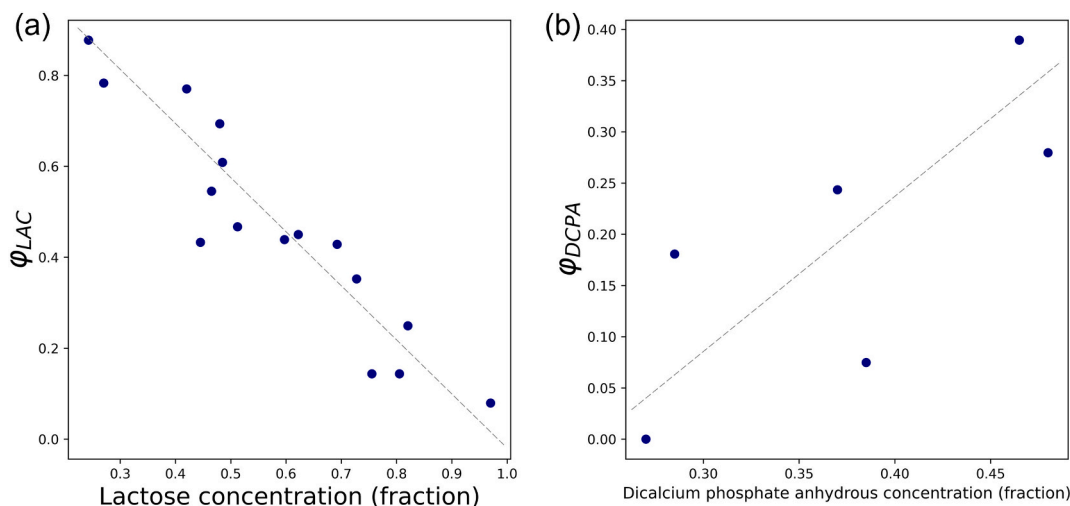 (a)
0.8
0.6
0.4
0.2
0.0
φLAC
0.3 0.4 0.5 0.6 0.7 0.8 0.9 1.0
Lactose concentration (fraction)
(b)
0.40
0.35
0.30
0.25
0.20
0.15
0.10
0.05
0.00
φDCPA
0.30 0.35 0.40 0.45
Dicalcium phosphate anhydrous concentration (fraction)